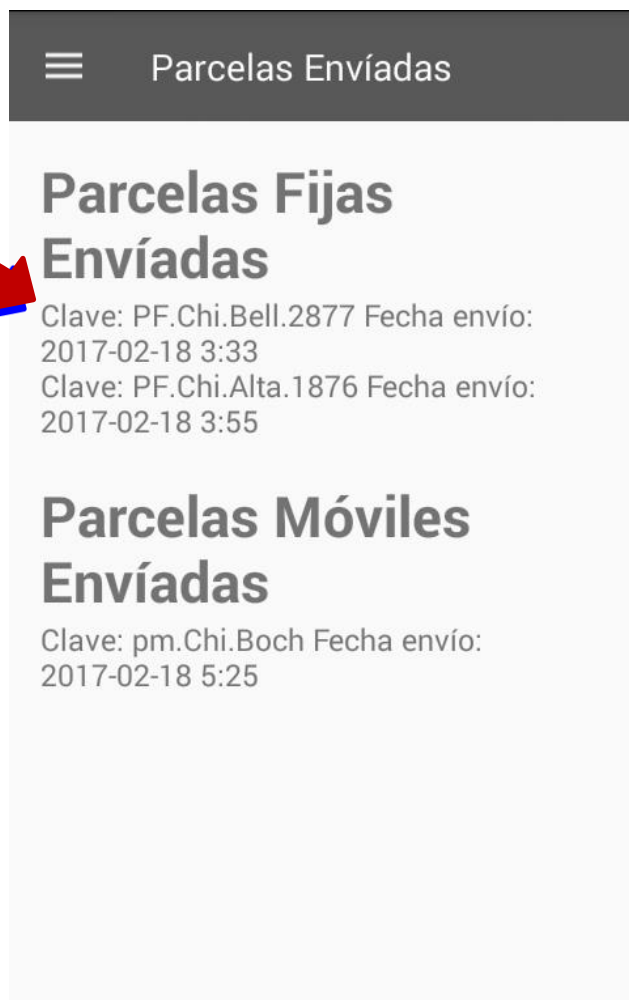 Parcelas Envíadas
Parcelas Fijas
Envíadas
Clave: PF.Chi.Bell.2877 Fecha envío:
2017-02-18 3:33
Clave: PF.Chi.Alta.1876 Fecha envío:
2017-02-18 3:55
Parcelas Móviles
Envíadas
Clave: pm.Chi.Boch Fecha envío:
2017-02-18 5:25